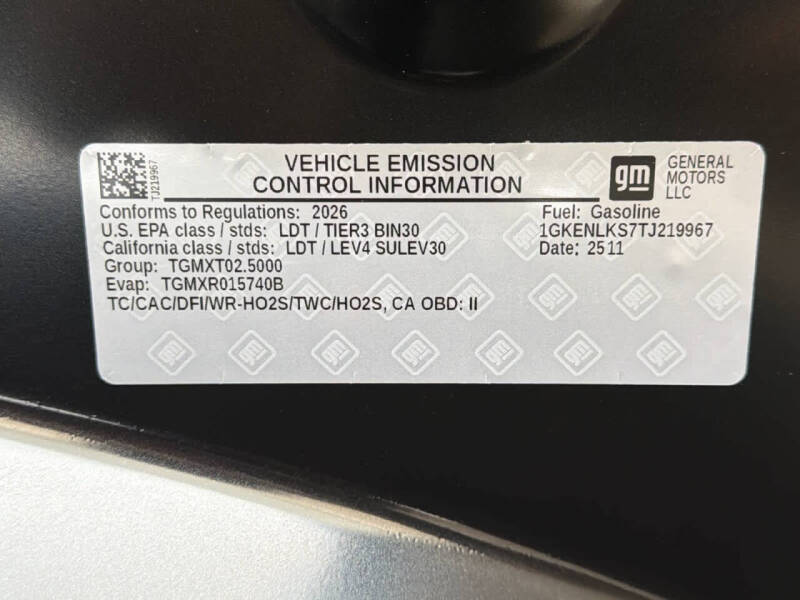 TJ219967
VEHICLE EMISSION
CONTROL INFORMATION
gm
GENERAL
MOTORS
LLC
Conforms to Regulations: 2026
Fuel: Gasoline
U.S. EPA class / stds: LDT / TIER3 BIN30
1GKENLKS7TJ219967
California class / stds: LDT / LEV4 SULEV30
Date: 2511
Group: TGMXT02.5000
Evap: TGMXR015740B
TC/CAC/DFI/WR-HO2S/TWC/HO2S, CA OBD: II